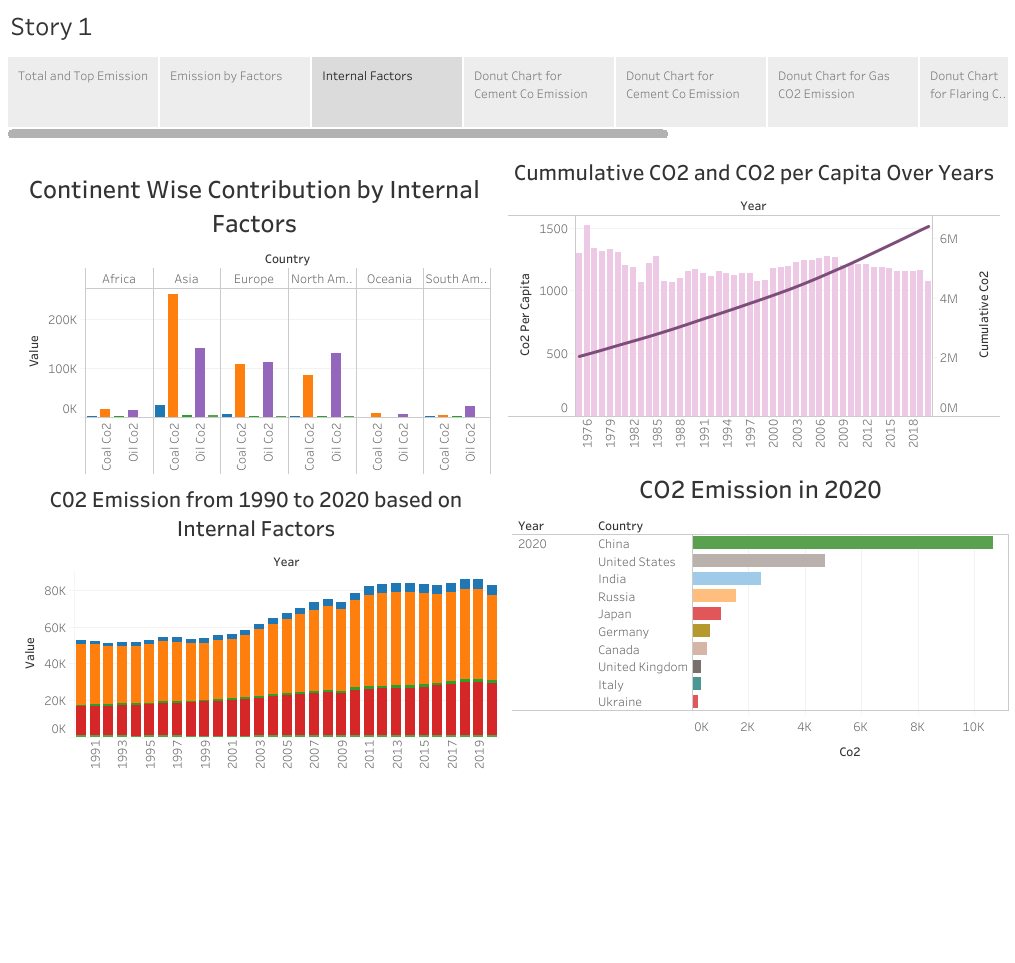 Story 1
Total and Top Emission
Emission by Factors
Internal Factors
Donut Chart for
Cement Co Emission
Donut Chart for
Cement Co Emission
Donut Chart for Gas
CO2 Emission
Donut Chart
for Flaring C..
Continent Wise Contribution by Internal
Factors
Country
Africa
Asia
Europe
North Am..
Oceania
South Am..
Value
200K
100K
0K
Coal Co2
Oil Co2
Coal Co2
Oil Co2
Coal Co2
Oil Co2
Coal Co2
Oil Co2
Coal Co2
Oil Co2
Coal Co2
Oil Co2
Cummulative CO2 and CO2 per Capita Over Years
Year
Co2 Per Capita
1500
1000
500
0
6M
4M
2M
0M
Cumulative Co2
1976
1979
1982
1985
1988
1991
1994
1997
2000
2003
2006
2009
2012
2015
2018
C02 Emission from 1990 to 2020 based on
Internal Factors
Year
Value
80K
60K
40K
20K
0K
1991
1993
1995
1997
1999
2001
2003
2005
2007
2009
2011
2013
2015
2017
2019
CO2 Emission in 2020
Year
Country
2020
China
United States
India
Russia
Japan
Germany
Canada
United Kingdom
Italy
Ukraine
0K
2K
4K
6K
8K
10K
Co2